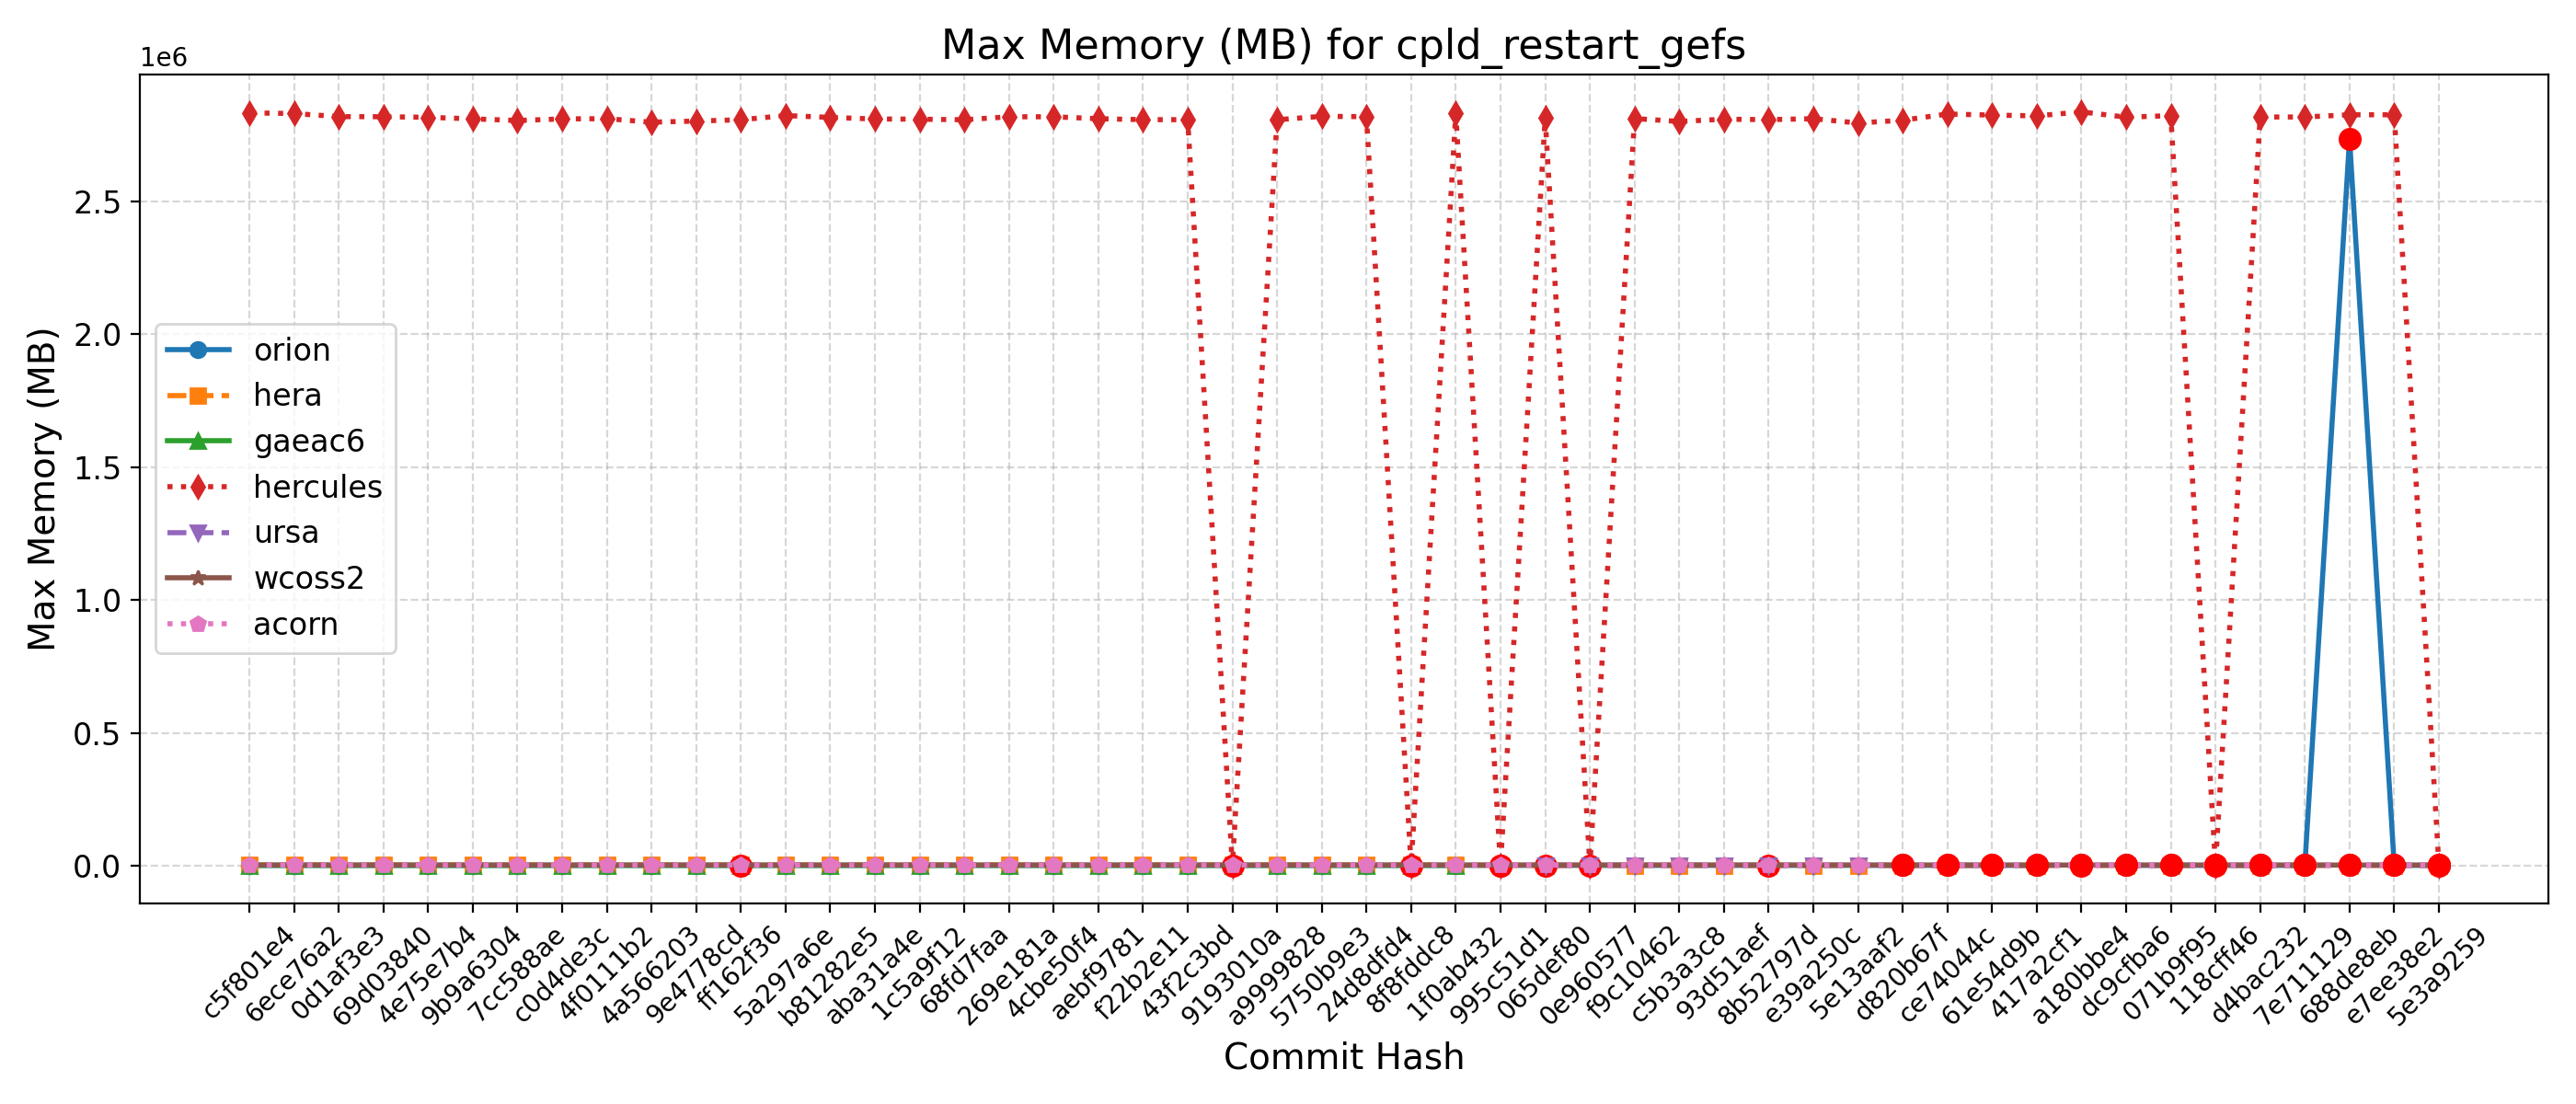 Max Memory (MB) for cpld_restart_gefs
1e6
Max Memory (MB)
2.5
2.0
1.5
1.0
0.5
0.0
orion
hera
gaeac6
hercules
ursa
wcoss2
acorn
c5f801e4
6ece76a2
0d1af3e3
69d03840
4e75e7b4
9b9a6304
7cc588ae
c0d4de3c
4f0111b2
4a566203
9e4778cd
ff162f36
5a297a6e
b81282e5
aba31a4e
1c5a9f12
68fd7faa
269e181a
4cbe50f4
aebf9781
f22b2e11
43f2c3bd
9193010a
a9999828
5750b9e3
24d8dfd4
8f8fddc8
1f0ab432
995c51d1
065def80
0e960577
f9c10462
c5b3a3c8
93d51aef
8b52797d
e39a250c
5e13aaf2
d820b67f
ce74044c
61e54d9b
417a2cf1
a180bbe4
dc9cfba6
071b9f95
118cff46
d4bac232
7e711129
688de8eb
e7ee38e2
5e3a9259
Commit Hash